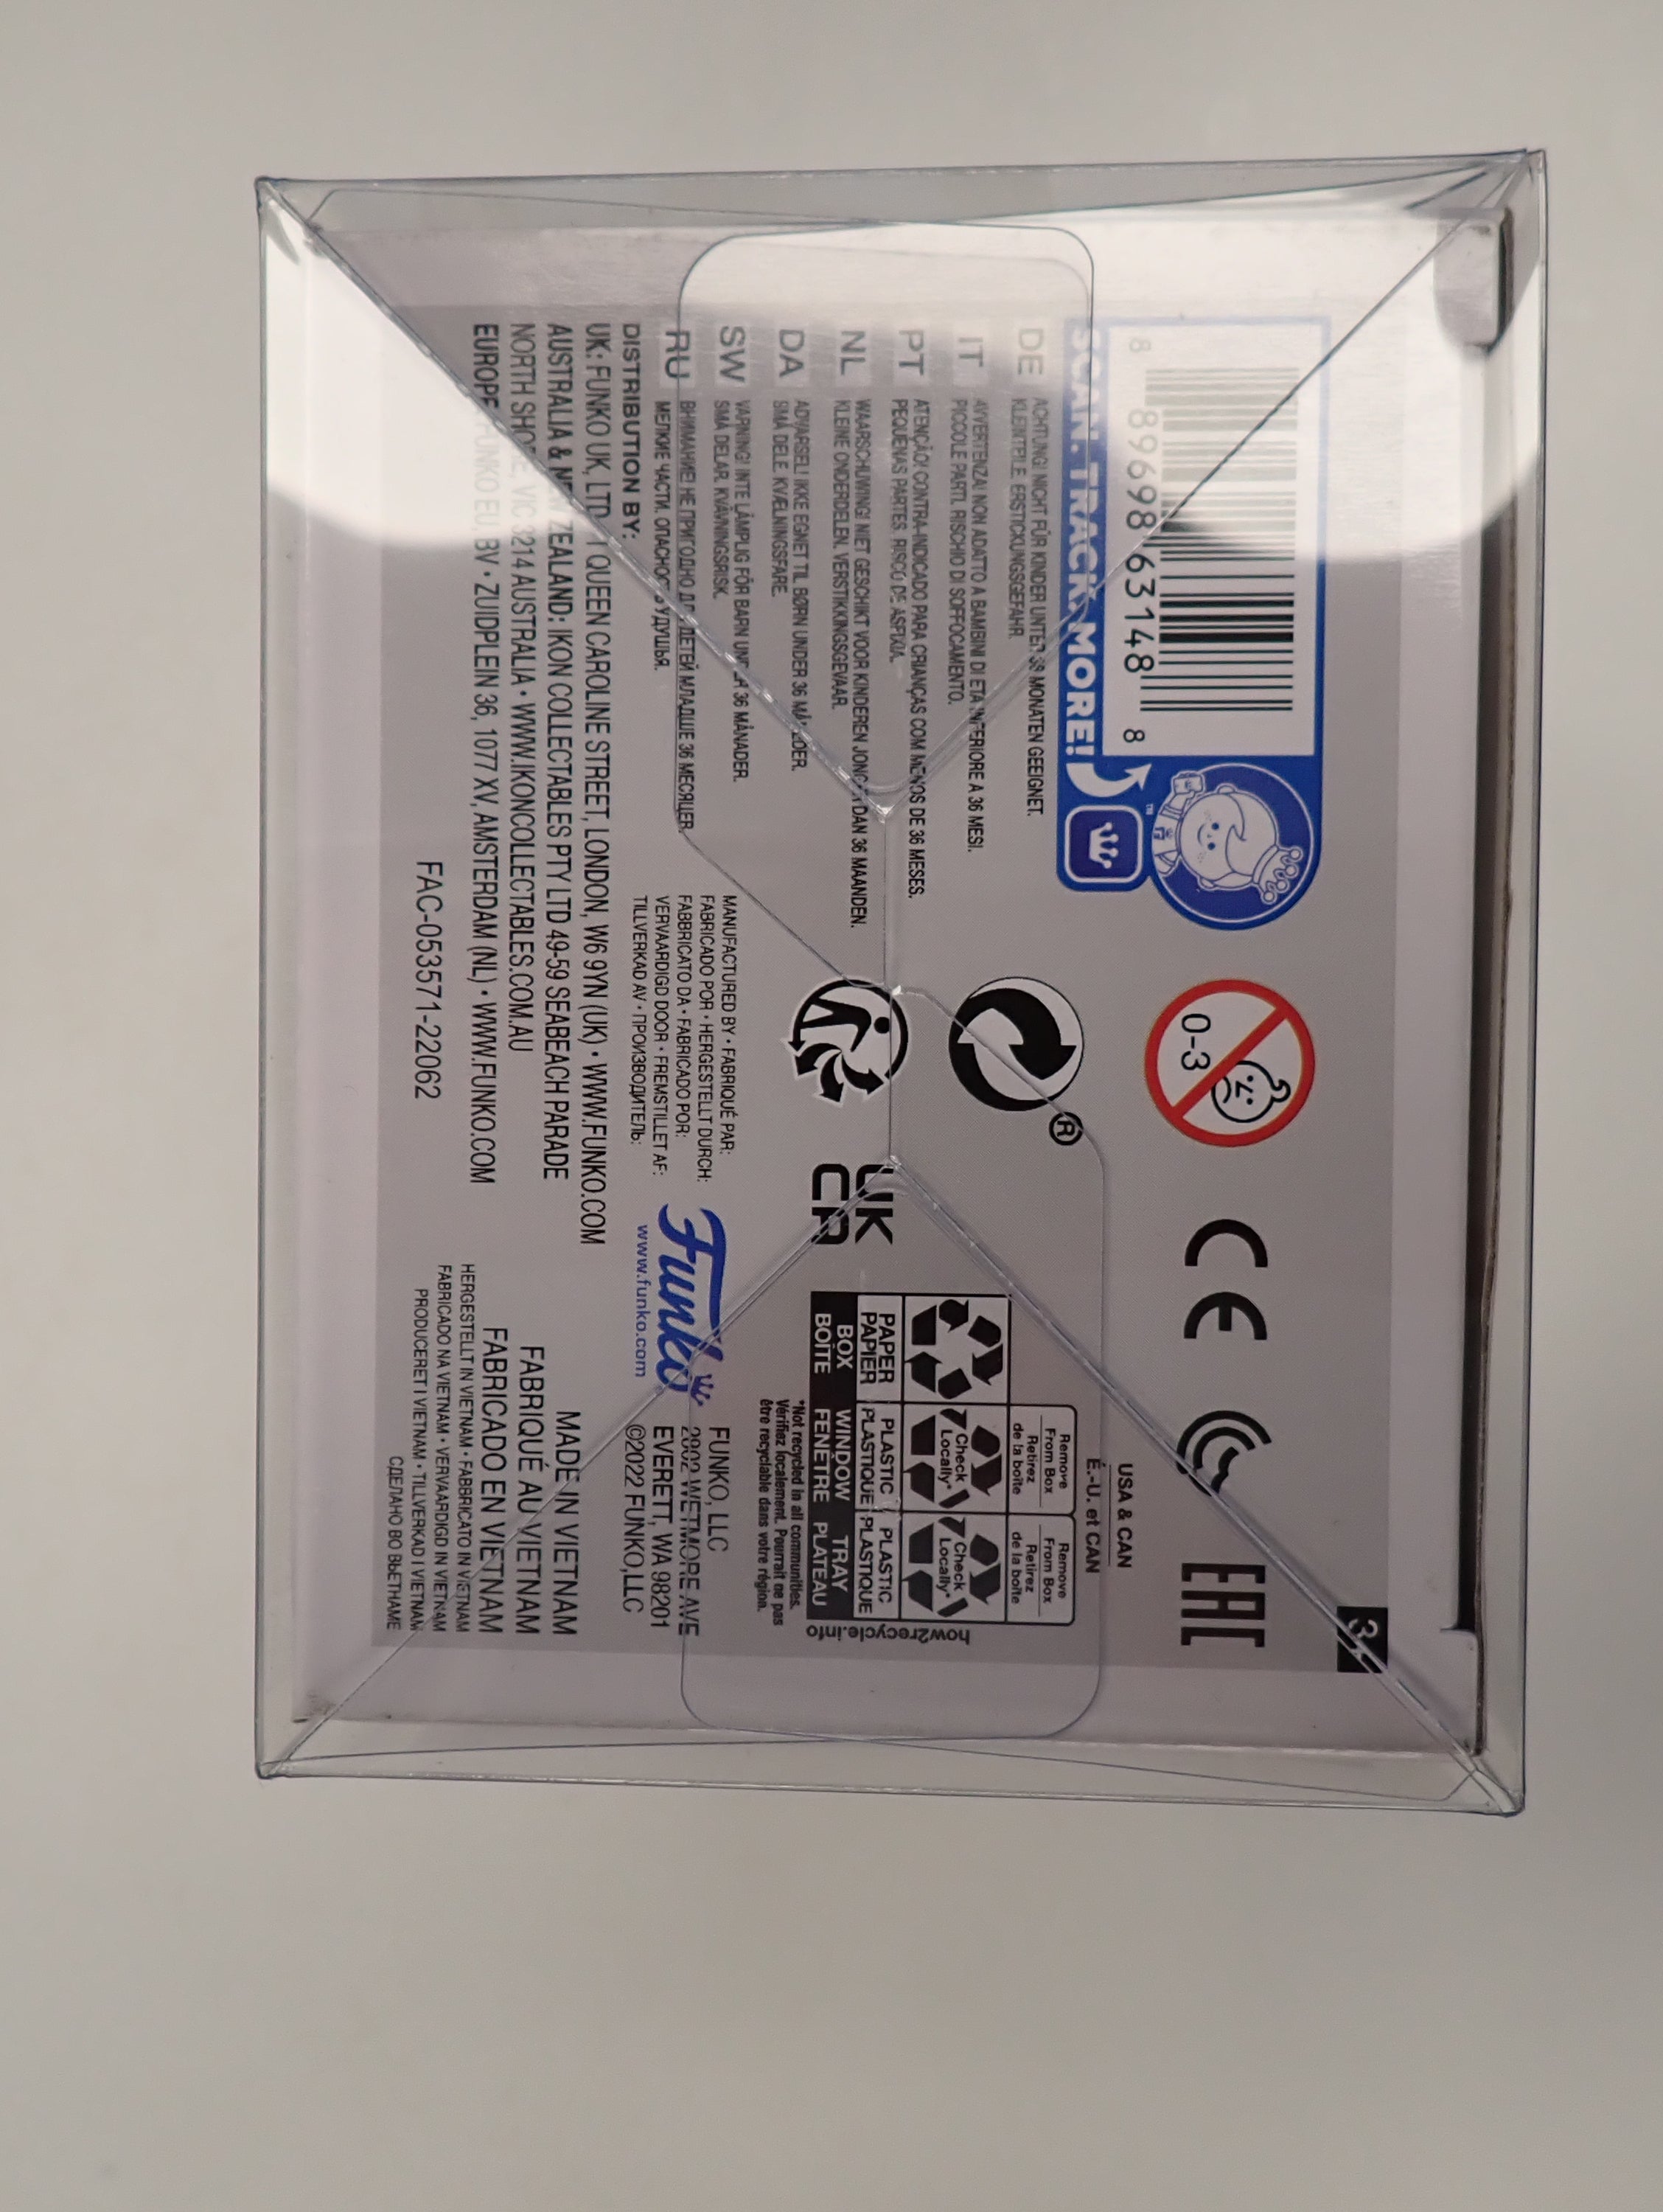 8 89698 63148 8
SCAN. TRACK. MORE!
™
0-3
CE
EAC
3+
DE ACHTUNG! NICHT FÜR KINDER UNTER 36 MONATEN GEEIGNET.
KLEINTEILE. ERSTICKUNGSGEFAHR.
IT AVVERTENZA! NON ADATTO A BAMBINI DI ETÀ INFERIORE A 36 MESI.
PICCOLE PARTI. RISCHIO DI SOFFOCAMENTO.
PT ATENÇÃO! CONTRA-INDICADO PARA CRIANÇAS COM MENOS DE 36 MESES.
PEQUENAS PARTES. RISCO DE ASFIXIA.
NL WAARSCHUWING! NIET GESCHIKT VOOR KINDEREN JONGER DAN 36 MAANDEN.
KLEINE ONDERDELEN. VERSTIKKINGSGEVAAR.
DA ADVARSEL! IKKE EGNET TIL BØRN UNDER 36 MÅNEDER.
SMÅ DELE. KVÆLNINGSFARE.
SW VARNING! INTE LÄMPLIG FÖR BARN UNDER 36 MÅNADER.
SMÅ DELAR. KVÄVNINGSRISK.
RU ВНИМАНИЕ! НЕ ПРИГОДНО ДЛЯ ДЕТЕЙ МЛАДШЕ 36 МЕСЯЦЕВ.
МЕЛКИЕ ЧАСТИ. ОПАСНОСТЬ УДУШЬЯ.
®
UK
CA
USA & CAN
É.-U. et CAN
Remove From Box
Retirez de la boîte
Remove From Box
Retirez de la boîte
Check Locally*
Check Locally*
PAPER PLASTIC PLASTIC
PAPIER PLASTIQUE PLASTIQUE
BOX WINDOW TRAY
BOÎTE FENÊTRE PLATEAU
how2recycle.info
*Not recycled in all communities.
Vérifiez localement. Pourrait ne pas
être recyclable dans votre région.
DISTRIBUTION BY:
UK: FUNKO UK, LTD. 1 QUEEN CAROLINE STREET, LONDON, W6 9YN (UK) • WWW.FUNKO.COM
AUSTRALIA & NEW ZEALAND: IKON COLLECTABLES PTY LTD 49-59 SEABEACH PARADE
NORTH SHORE, VIC 3214 AUSTRALIA • WWW.IKONCOLLECTABLES.COM.AU
EUROPE: FUNKO EU. BV • ZUIDPLEIN 36, 1077 XV, AMSTERDAM (NL) • WWW.FUNKO.COM
FAC-053571-22062
MANUFACTURED BY • FABRIQUÉ PAR:
FABRICADO POR • HERGESTELLT DURCH:
FABBRICATO DA • FABRICADO POR:
VERVAARDIGD DOOR • FREMSTILLET AF:
TILLVERKAD AV • ПРОИЗВОДИТЕЛЬ:
Funko
www.funko.com
FUNKO, LLC
2802 WETMORE AVE
EVERETT, WA 98201
©2022 FUNKO,LLC
MADE IN VIETNAM
FABRIQUÉ AU VIETNAM
FABRICADO EN VIETNAM
HERGESTELLT IN VIETNAM • FABBRICATO IN VIETNAM
FABRICADO NA VIETNAM • VERVAARDIGD IN VIETNAM
PRODUCERET I VIETNAM • TILLVERKAD I VIETNAM
СДЕЛАНО ВО ВЬЕТНАМЕ